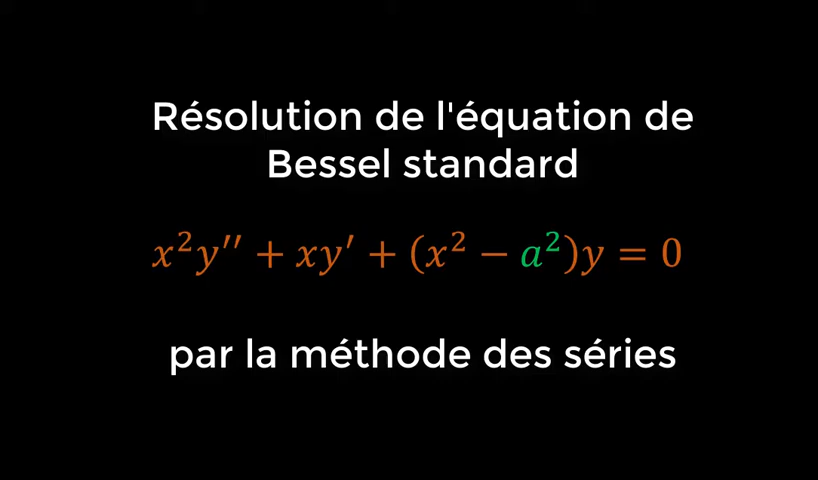 Résolution de l'équation de
Bessel standard
x²y′′ + xy′ + (x² − a²)y = 0
par la méthode des séries